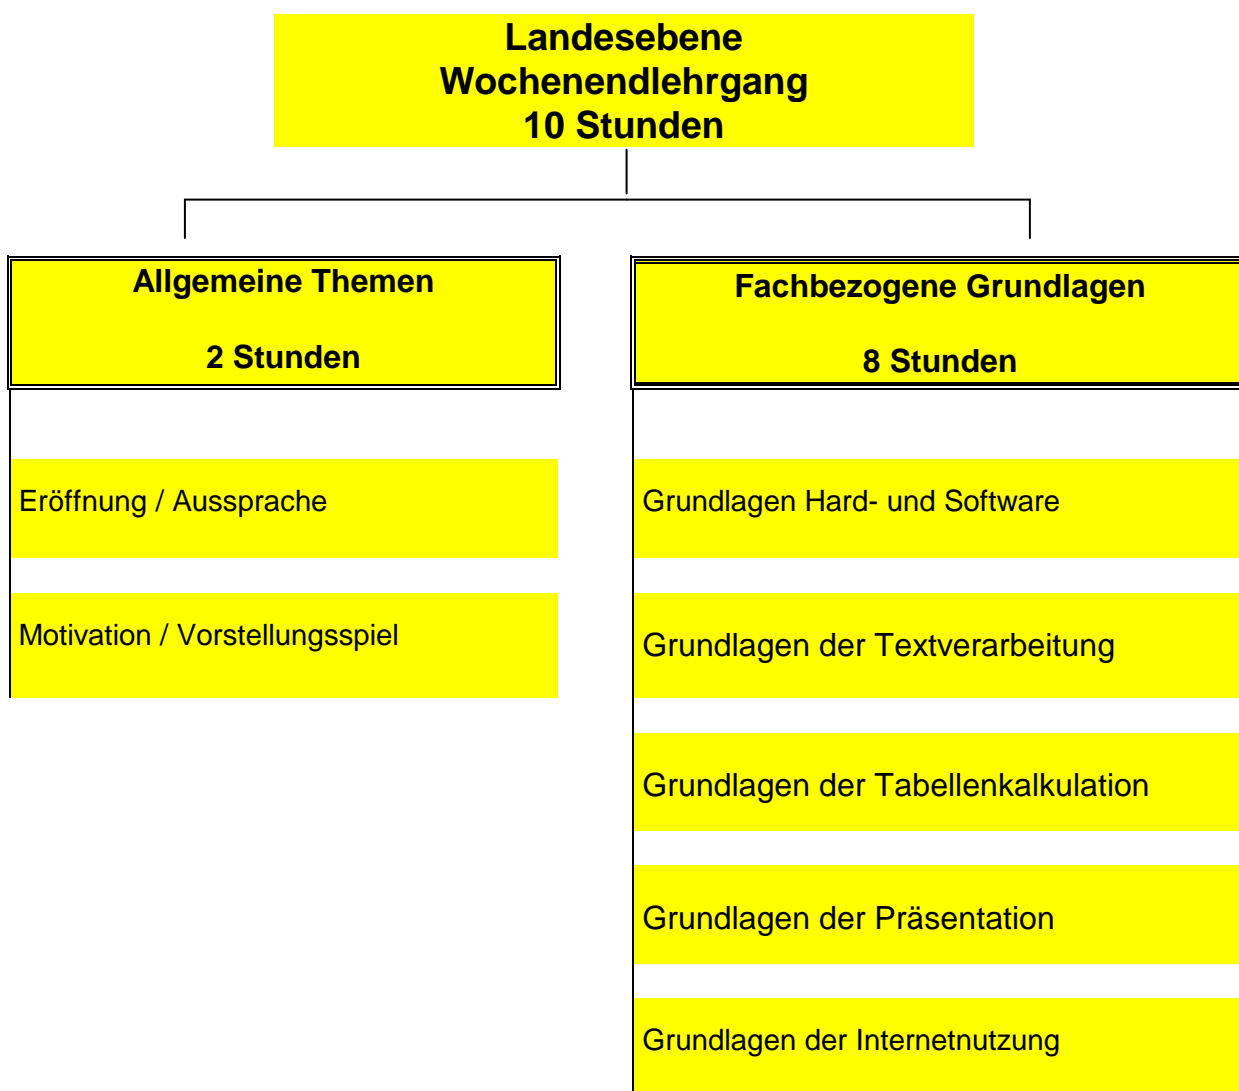 Landesebene
Wochenendlehrgang
10 Stunden
Allgemeine Themen
2 Stunden
Eröffnung / Aussprache
Motivation / Vorstellungsspiel
Fachbezogene Grundlagen
8 Stunden
Grundlagen Hard- und Software
Grundlagen der Textverarbeitung
Grundlagen der Tabellenkalkulation
Grundlagen der Präsentation
Grundlagen der Internetnutzung